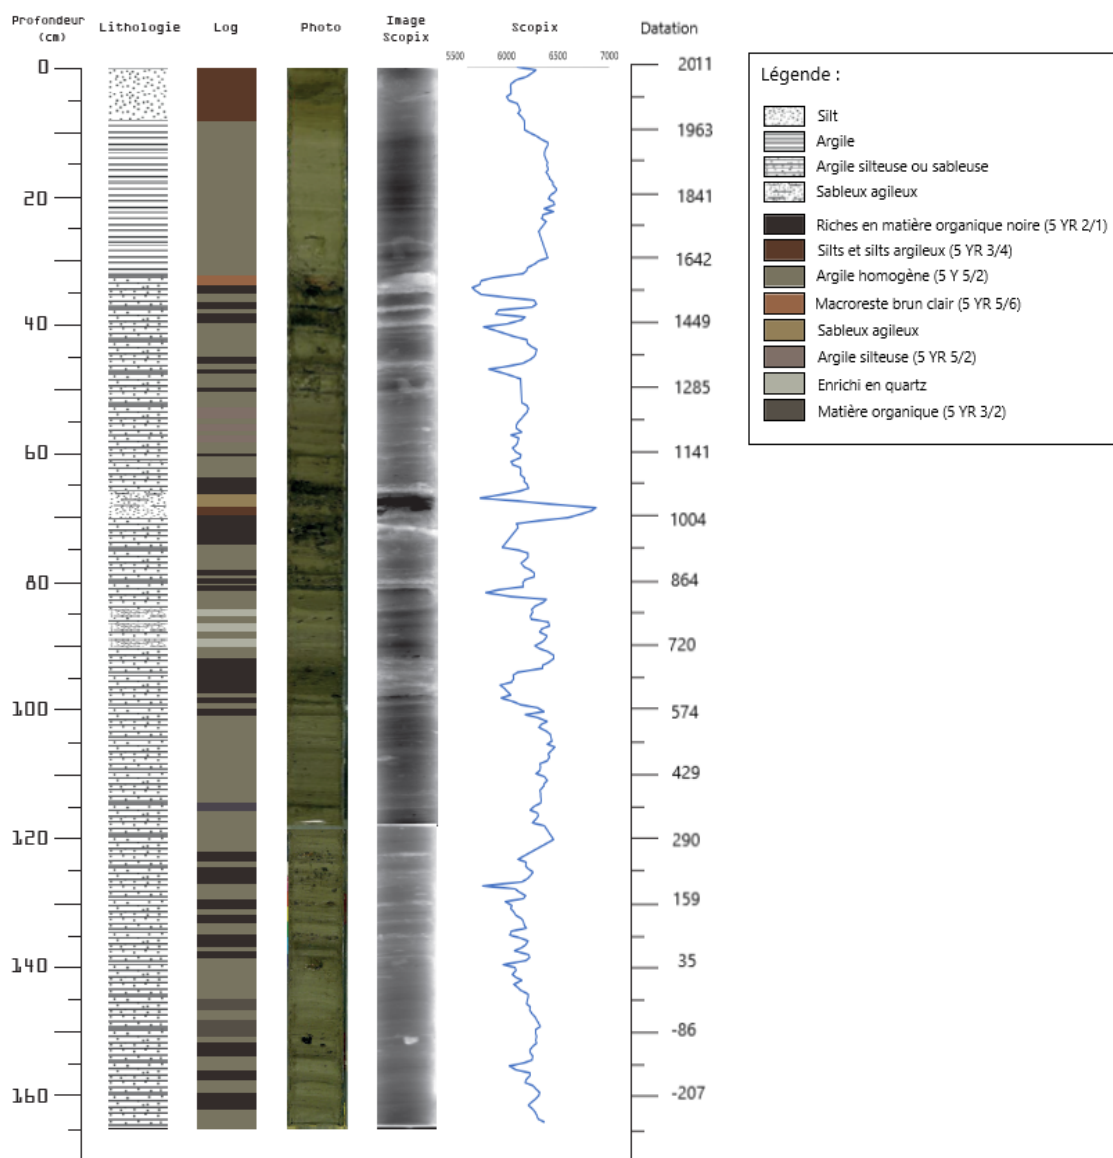 Profondeur
(cm)
Lithologie
Log
Photo
Image
Scopix
Scopix
Datation
5500
6000
6500
7000
0
20
40
60
80
100
120
140
160
2011
1963
1841
1642
1449
1285
1141
1004
864
720
574
429
290
159
35
-86
-207
Légende :
Silt
Argile
Argile silteuse ou sableuse
Sableux agileux
Riches en matière organique noire (5 YR 2/1)
Silts et silts argileux (5 YR 3/4)
Argile homogène (5 Y 5/2)
Macroreste brun clair (5 YR 5/6)
Sableux agileux
Argile silteuse (5 YR 5/2)
Enrichi en quartz
Matière organique (5 YR 3/2)